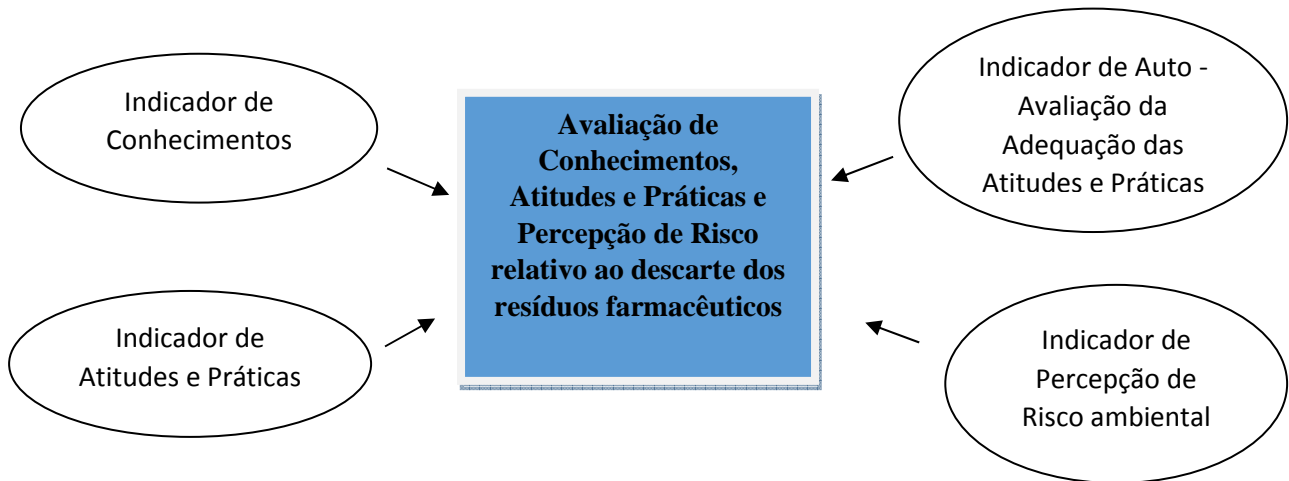 Indicador de
Conhecimentos
Indicador de
Atitudes e Práticas
Avaliação de
Conhecimentos,
Atitudes e Práticas e
Percepção de Risco
relativo ao descarte dos
resíduos farmacêuticos
Indicador de Auto -
Avaliação da
Adequação das
Atitudes e Práticas
Indicador de
Percepção de
Risco ambiental